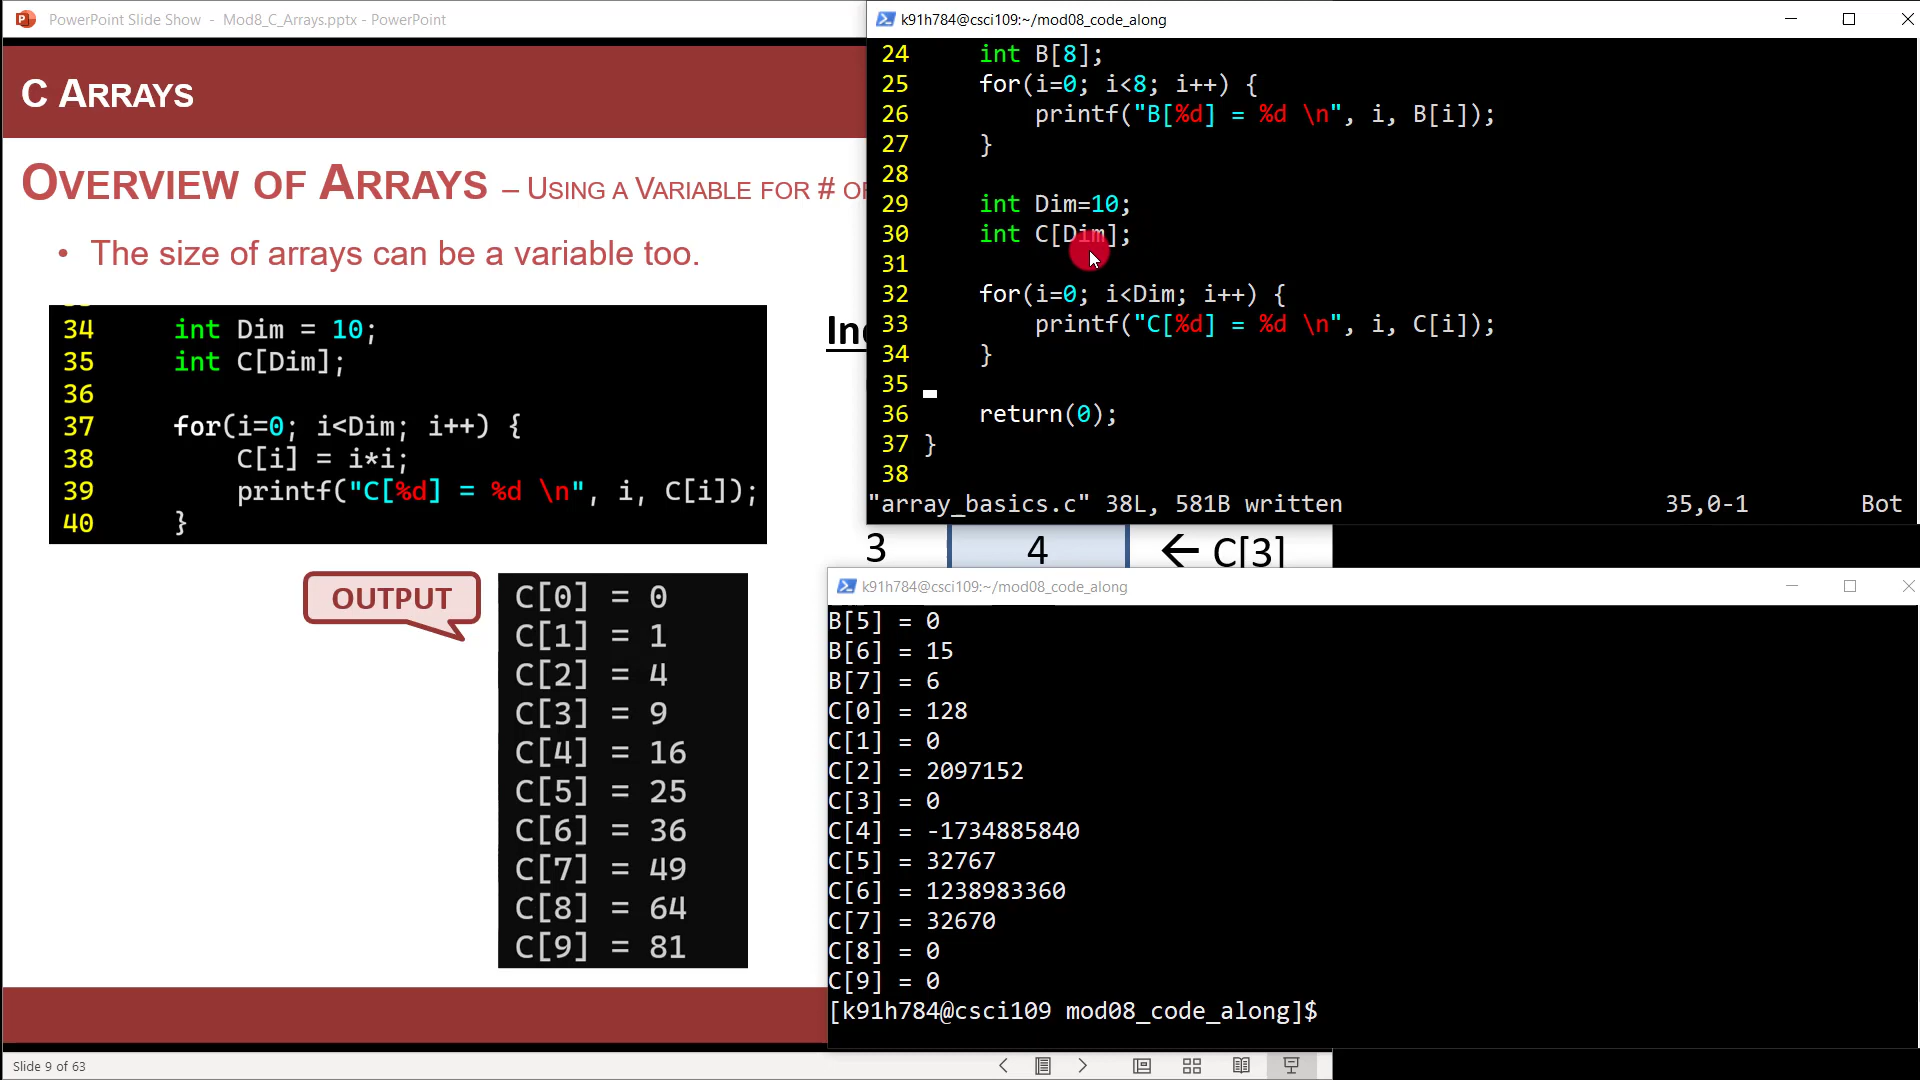 PowerPoint Slide Show - Mod8_C_Arrays.pptx - PowerPoint
C ARRAYS
OVERVIEW OF ARRAYS – USING A VARIABLE FOR # OF
• The size of arrays can be a variable too.
34 int Dim = 10;
35 int C[Dim];
36
37 for(i=0; i<Dim; i++) {
38 C[i] = i*i;
39 printf("C[%d] = %d \n", i, C[i]);
40 }
OUTPUT
C[0] = 0
C[1] = 1
C[2] = 4
C[3] = 9
C[4] = 16
C[5] = 25
C[6] = 36
C[7] = 49
C[8] = 64
C[9] = 81
3 4 ← C[3]
Slide 9 of 63
k91h784@csci109:~/mod08_code_along
24 int B[8];
25 for(i=0; i<8; i++) {
26 printf("B[%d] = %d \n", i, B[i]);
27 }
28
29 int Dim=10;
30 int C[Dim];
31
32 for(i=0; i<Dim; i++) {
33 printf("C[%d] = %d \n", i, C[i]);
34 }
35
36 return(0);
37 }
38
"array_basics.c" 38L, 581B written 35,0-1 Bot
k91h784@csci109:~/mod08_code_along
B[5] = 0
B[6] = 15
B[7] = 6
C[0] = 128
C[1] = 0
C[2] = 2097152
C[3] = 0
C[4] = -1734885840
C[5] = 32767
C[6] = 1238983360
C[7] = 32670
C[8] = 0
C[9] = 0
[k91h784@csci109 mod08_code_along]$